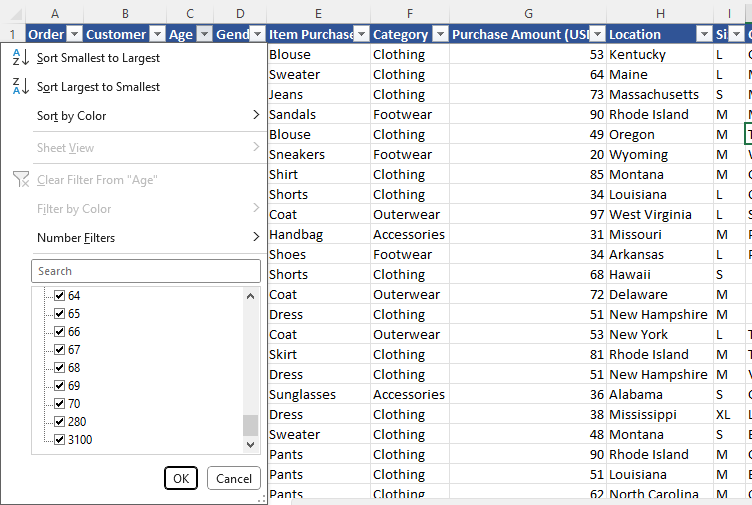 A B C D E F G H I
1 Order Customer Age Gend Item Purchase Category Purchase Amount (USD Location Si
Sort Smallest to Largest
Sort Largest to Smallest
Sort by Color
Sheet View
Clear Filter From "Age"
Filter by Color
Number Filters
Search
64
65
66
67
68
69
70
280
3100
OK Cancel
Blouse Clothing 53 Kentucky L
Sweater Clothing 64 Maine L
Jeans Clothing 73 Massachusetts S
Sandals Footwear 90 Rhode Island M
Blouse Clothing 49 Oregon M
Sneakers Footwear 20 Wyoming M
Shirt Clothing 85 Montana M
Shorts Clothing 34 Louisiana L
Coat Outerwear 97 West Virginia L
Handbag Accessories 31 Missouri M
Shoes Footwear 34 Arkansas L
Shorts Clothing 68 Hawaii S
Coat Outerwear 72 Delaware M
Dress Clothing 51 New Hampshire M
Coat Outerwear 53 New York L
Skirt Clothing 81 Rhode Island M
Dress Clothing 51 New Hampshire M
Sunglasses Accessories 36 Alabama S
Dress Clothing 38 Mississippi XL
Sweater Clothing 48 Montana S
Pants Clothing 90 Rhode Island M
Pants Clothing 51 Louisiana M
Pants Clothing 62 North Carolina M